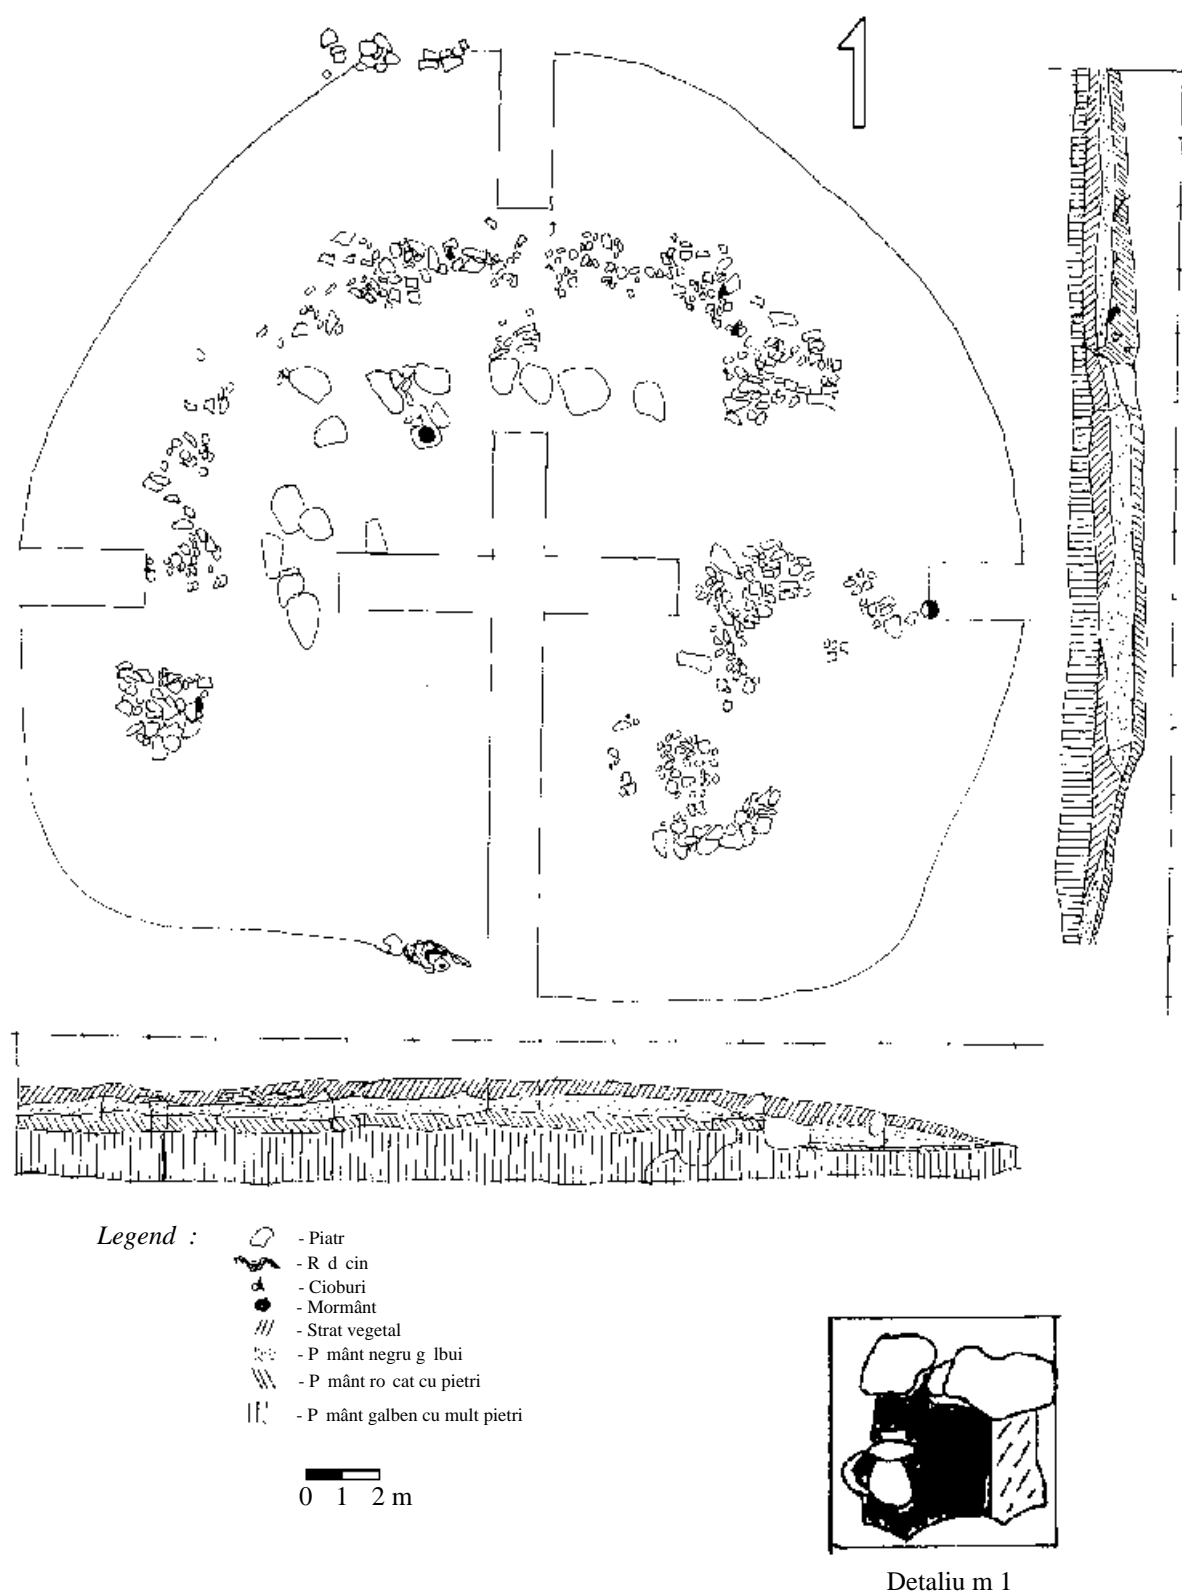 Legend :
- Piatr
- R d cin
- Cioburi
- Mormânt
- Strat vegetal
- P mânt negru g lbui
- P mânt ro cat cu pietri
- P mânt galben cu mult pietri
0 1 2 m
Detaliu m 1